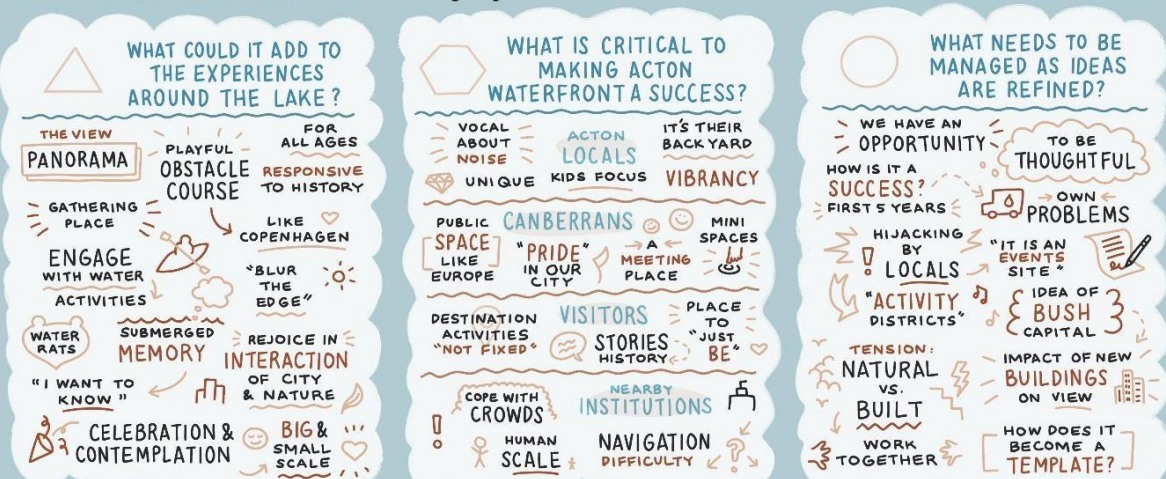 WHAT COULD IT ADD TO
THE EXPERIENCES
AROUND THE LAKE?
THE VIEW
PANORAMA
PLAYFUL
OBSTACLE
COURSE
FOR
ALL AGES
RESPONSIVE
TO HISTORY
GATHERING
PLACE
LIKE
COPENHAGEN
ENGAGE
WITH WATER
ACTIVITIES
"BLUR
THE
EDGE"
WATER
RATS
SUBMERGED
MEMORY
REJOICE IN
INTERACTION
OF CITY
& NATURE
"I WANT TO
KNOW"
CELEBRATION &
CONTEMPLATION
BIG &
SMALL
SCALE
WHAT IS CRITICAL TO
MAKING ACTON
WATERFRONT A SUCCESS?
VOCAL
ABOUT
NOISE
ACTON
LOCALS
IT'S THEIR
BACK YARD
UNIQUE
KIDS FOCUS
VIBRANCY
PUBLIC
SPACE
LIKE
EUROPE
CANBERRANS
"PRIDE"
IN OUR
CITY
A
MEETING
PLACE
MINI
SPACES
DESTINATION
ACTIVITIES
"NOT FIXED"
VISITORS
STORIES
HISTORY
PLACE
TO
"JUST
BE"
COPE WITH
CROWDS
NEARBY
INSTITUTIONS
HUMAN
SCALE
NAVIGATION
DIFFICULTY
WHAT NEEDS TO BE
MANAGED AS IDEAS
ARE REFINED?
WE HAVE AN
OPPORTUNITY
TO BE
THOUGHTFUL
HOW IS IT A
SUCCESS?
FIRST 5 YEARS
OWN
PROBLEMS
HIJACKING
BY
LOCALS
"IT IS AN
EVENTS
SITE"
"ACTIVITY
DISTRICTS"
IDEA OF
BUSH
CAPITAL
TENSION:
NATURAL
VS.
BUILT
IMPACT OF NEW
BUILDINGS
ON VIEW
WORK
TOGETHER
HOW DOES IT
BECOME A
TEMPLATE?